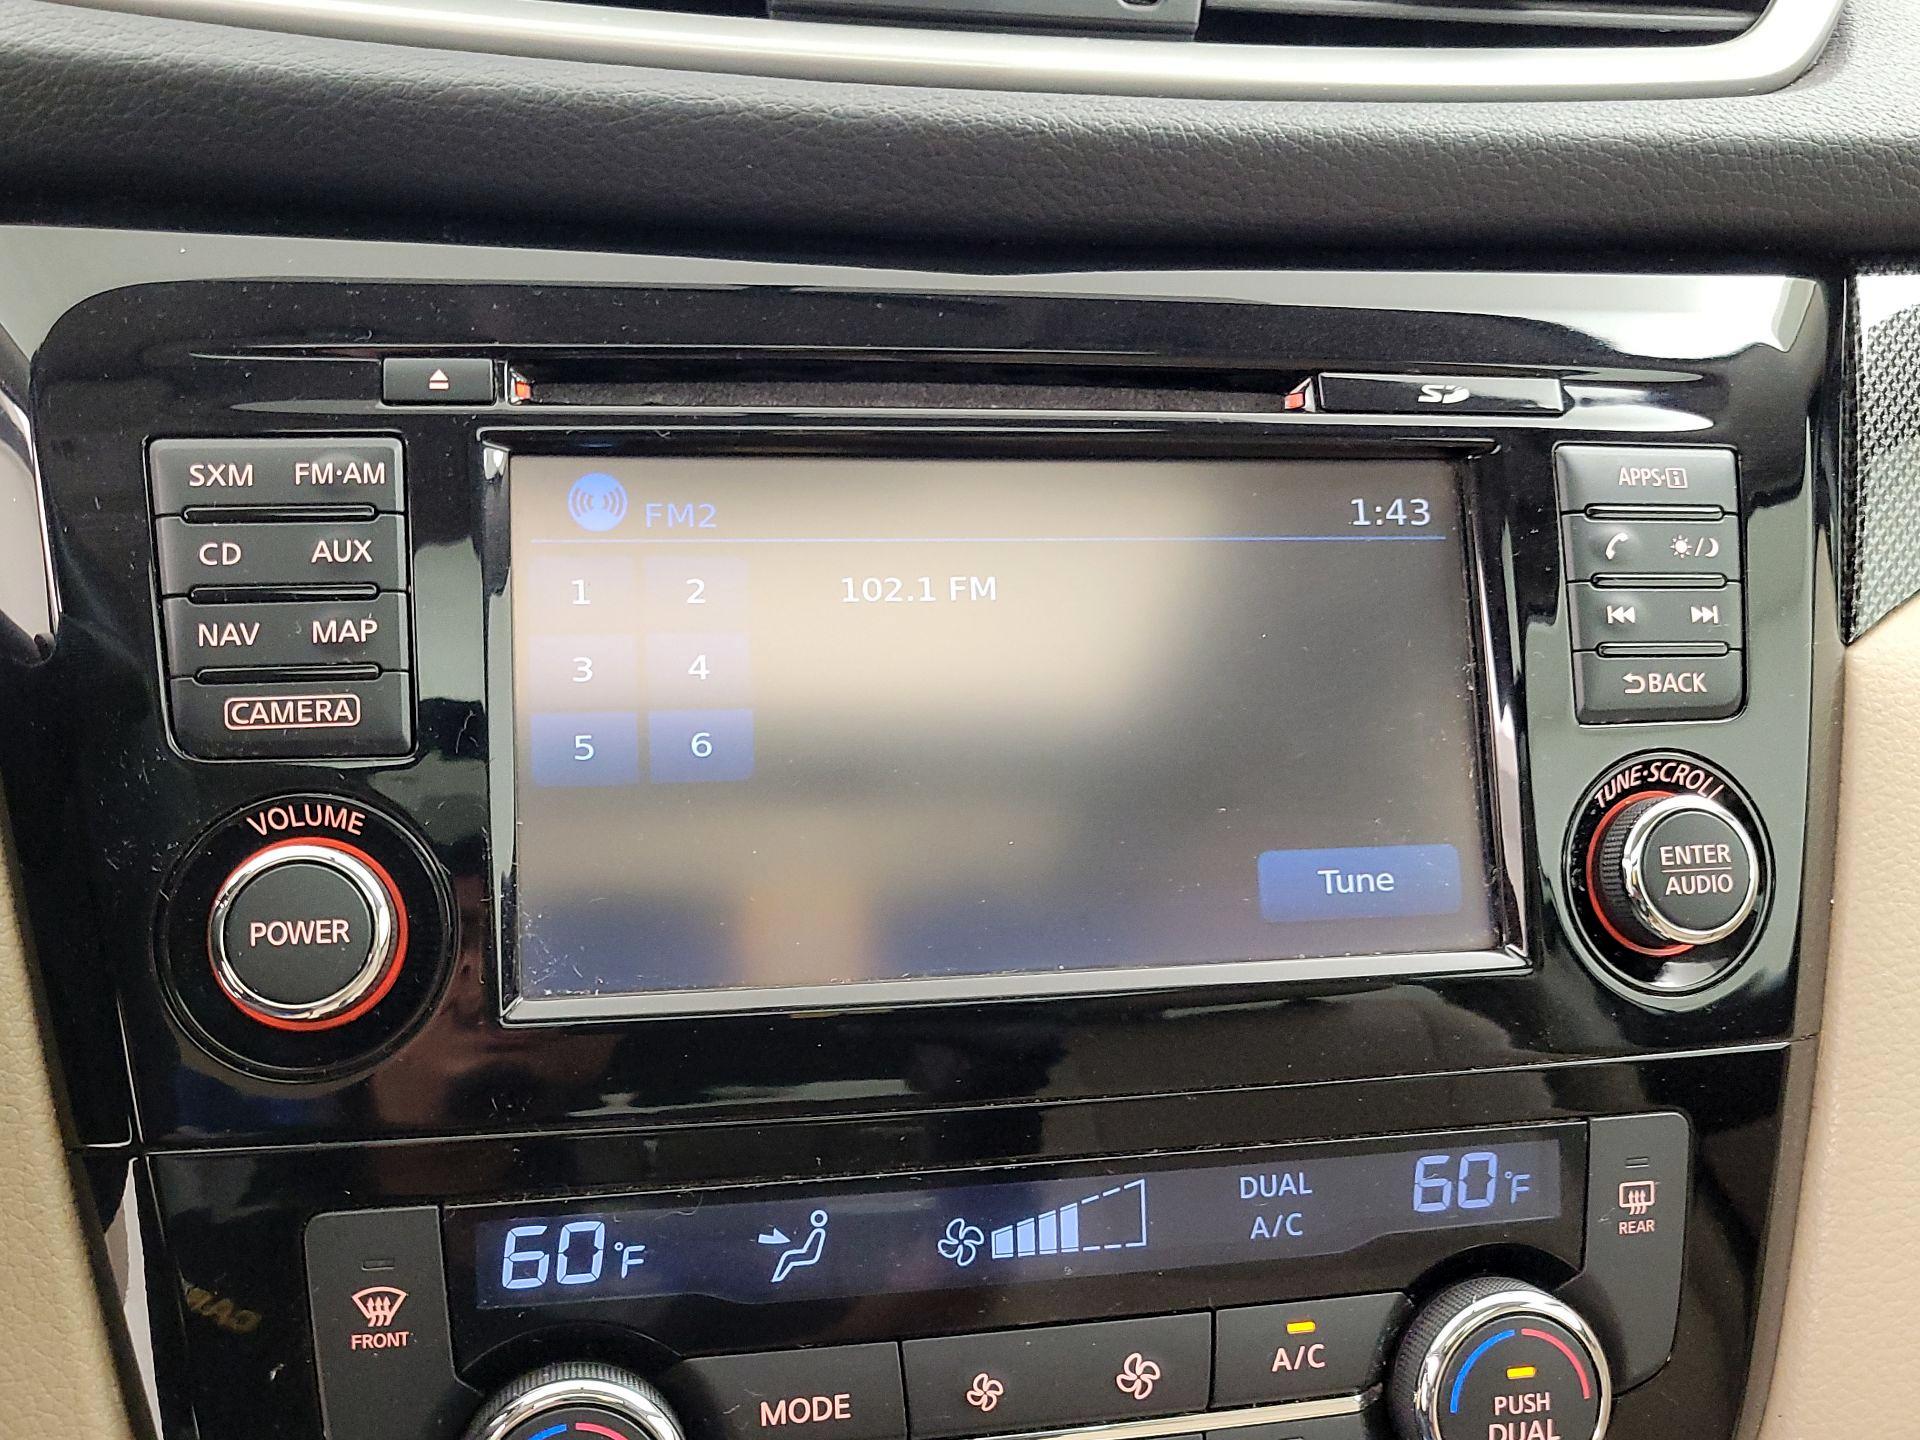 SD
SXM FM·AM
CD AUX
NAV MAP
CAMERA
VOLUME
POWER
FM2 1:43
1 2 102.1 FM
3 4
5 6
Tune
APPS·i
BACK
TUNE·SCROLL
ENTER
AUDIO
60°F DUAL 60°F
A/C
FRONT
REAR
MODE
A/C
PUSH
DUAL